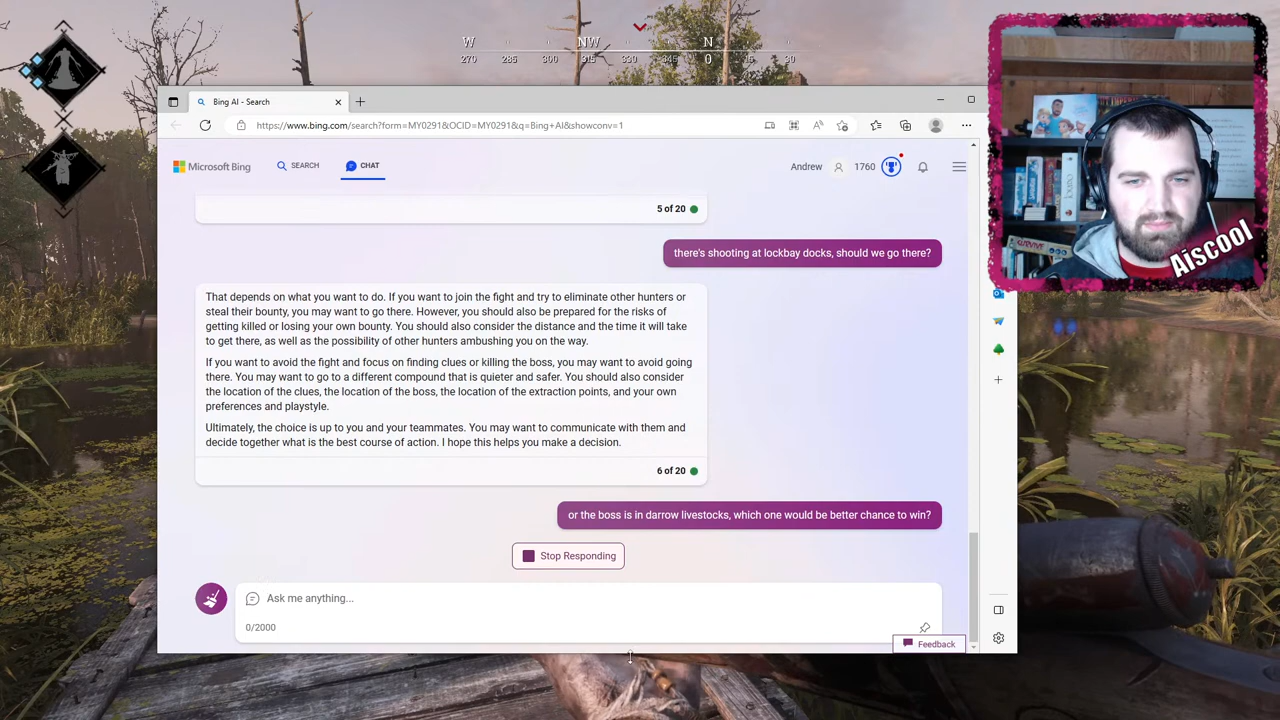 W
NW
N
270
285
300
315
330
345
0
15
30
Bing AI - Search
https://www.bing.com/search?form=MY0291&OCID=MY0291&q=Bing+AI&showconv=1
Microsoft Bing
SEARCH
CHAT
Andrew
1760
5 of 20
there's shooting at lockbay docks, should we go there?
That depends on what you want to do. If you want to join the fight and try to eliminate other hunters or
steal their bounty, you may want to go there. However, you should also be prepared for the risks of
getting killed or losing your own bounty. You should also consider the distance and the time it will take
to get there, as well as the possibility of other hunters ambushing you on the way.
If you want to avoid the fight and focus on finding clues or killing the boss, you may want to avoid going
there. You may want to go to a different compound that is quieter and safer. You should also consider
the location of the clues, the location of the boss, the location of the extraction points, and your own
preferences and playstyle.
Ultimately, the choice is up to you and your teammates. You may want to communicate with them and
decide together what is the best course of action. I hope this helps you make a decision.
6 of 20
or the boss is in darrow livestocks, which one would be better chance to win?
Stop Responding
Ask me anything...
0/2000
Feedback
Aiscool